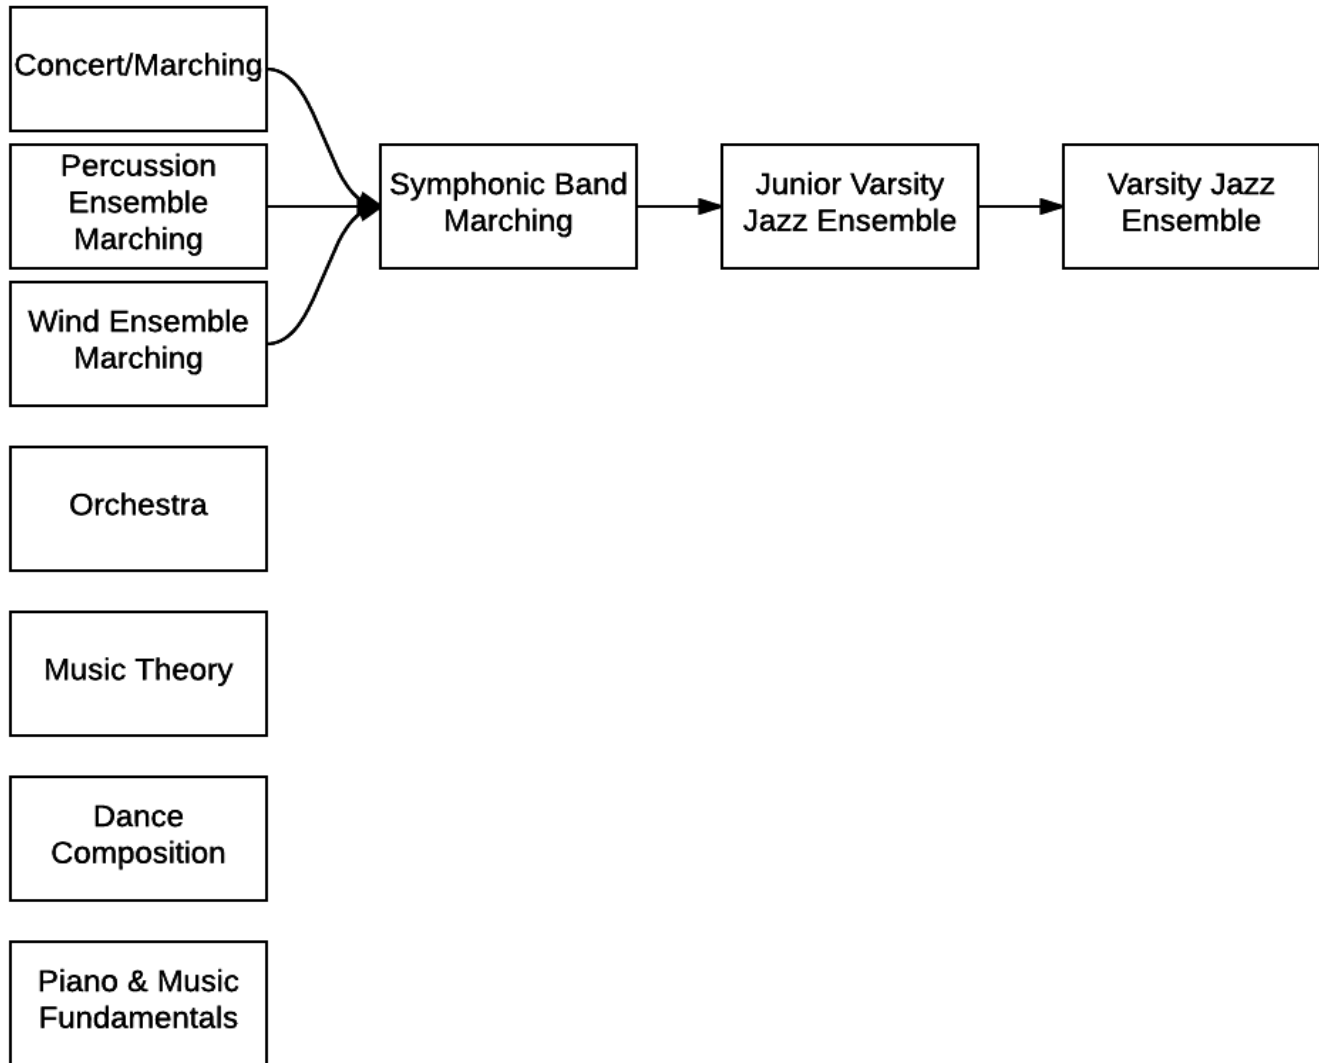 Concert/Marching
Percussion
Ensemble
Marching
Wind Ensemble
Marching
Symphonic Band
Marching
Junior Varsity
Jazz Ensemble
Varsity Jazz
Ensemble
Orchestra
Music Theory
Dance
Composition
Piano & Music
Fundamentals